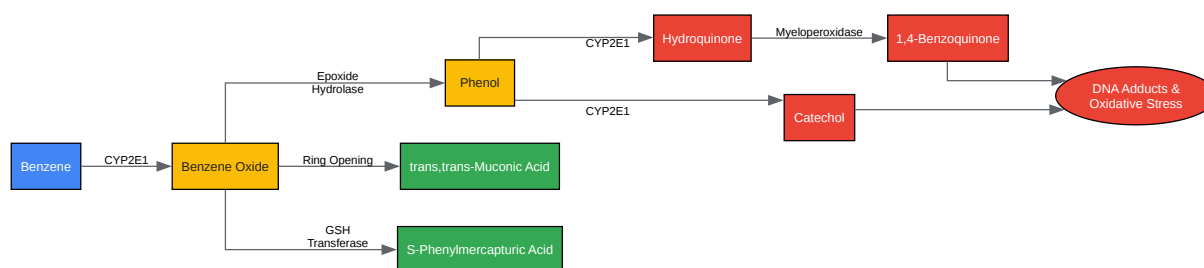 Hydroquinone
Myeloperoxidase
1,4-Benzoquinone
CYP2E1
Epoxide
Hydrolase
Phenol
CYP2E1
Catechol
DNA Adducts &
Oxidative Stress
Benzene
CYP2E1
Benzene Oxide
Ring Opening
trans,trans-Muconic Acid
GSH
Transferase
S-Phenylmercapturic Acid